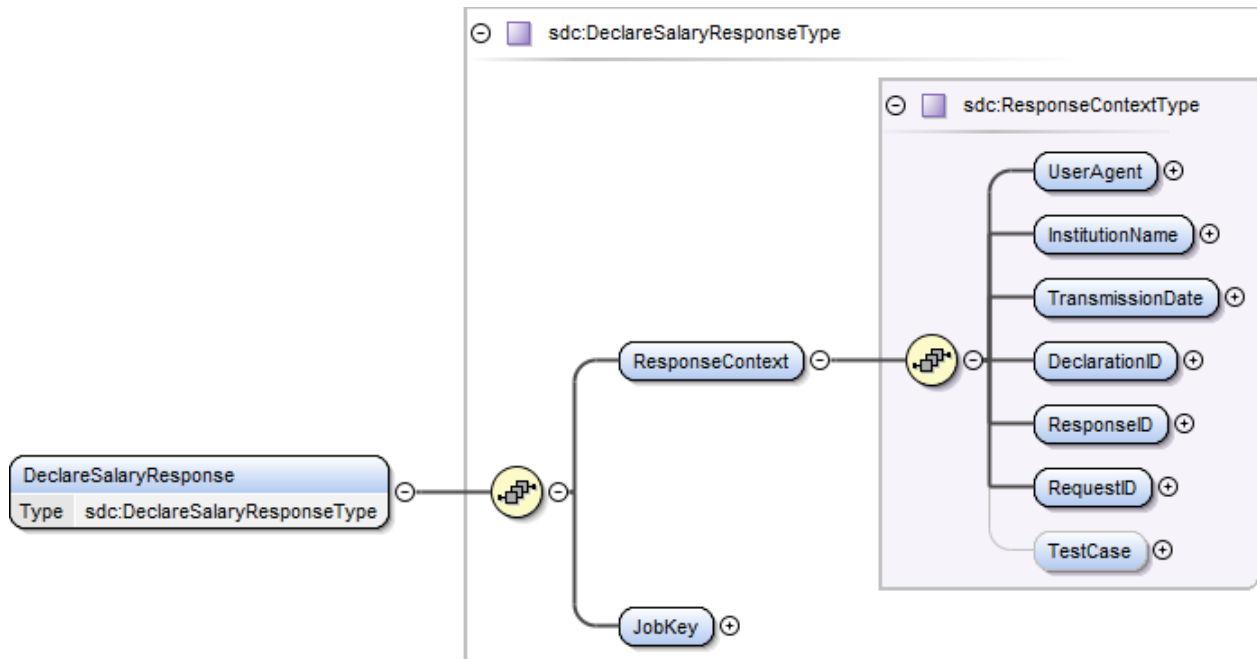 sdc:DeclareSalaryResponseType
sdc:ResponseContextType
UserAgent
InstitutionName
TransmissionDate
ResponseContext
DeclarationID
ResponseID
DeclareSalaryResponse
Type sdc:DeclareSalaryResponseType
RequestID
TestCase
JobKey